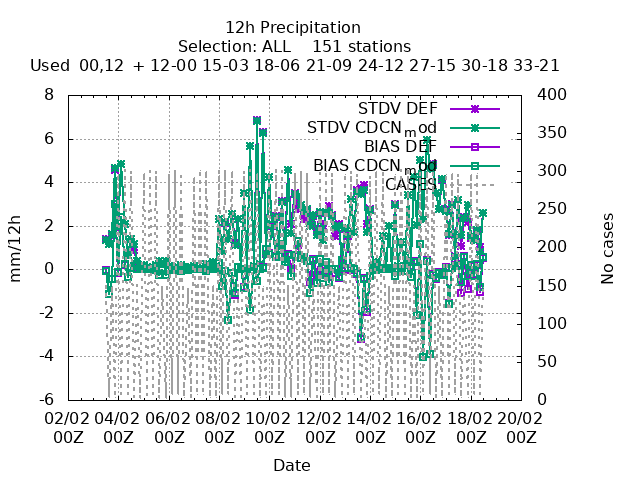 12h Precipitation
Selection: ALL    151 stations
Used  00,12  + 12-00 15-03 18-06 21-09 24-12 27-15 30-18 33-21
STDV DEF
STDV CDCNmod
BIAS DEF
BIAS CDCNmod
CASES
8
6
4
2
0
-2
-4
-6
mm/12h
400
350
300
250
200
150
100
50
0
No cases
02/02 04/02 06/02 08/02 10/02 12/02 14/02 16/02 18/02 20/02
00Z 00Z 00Z 00Z 00Z 00Z 00Z 00Z 00Z 00Z
Date